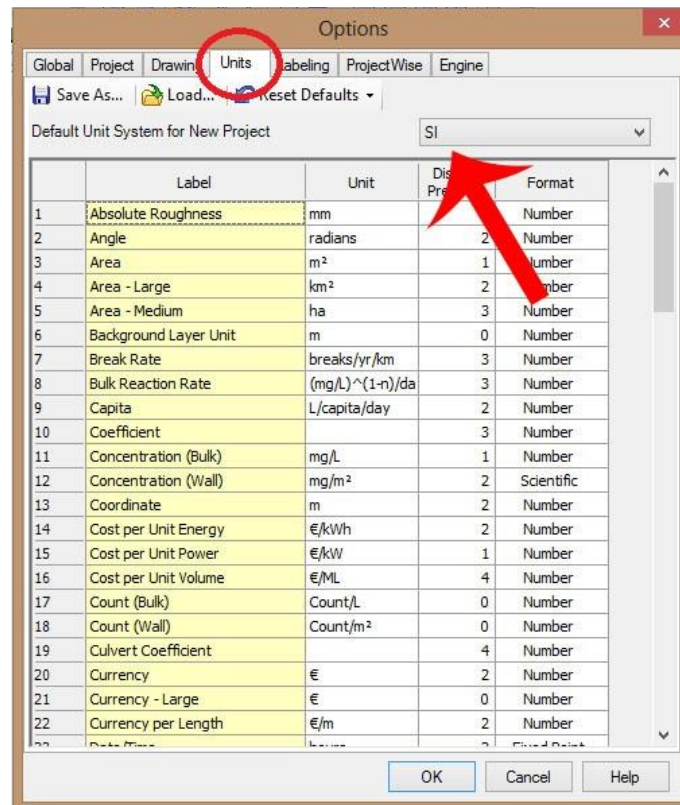 Options
Global Project Drawing Units Labeling ProjectWise Engine
Save As... Load... Reset Defaults
Default Unit System for New Project SI
Label Unit Format
1 Absolute Roughness mm Number
2 Angle radians 2 Number
3 Area m² 1 Number
4 Area - Large km² 2 Number
5 Area - Medium ha 3 Number
6 Background Layer Unit m 0 Number
7 Break Rate breaks/yr/km 3 Number
8 Bulk Reaction Rate (mg/L)^(1-n)/da 3 Number
9 Capita L/capita/day 2 Number
10 Coefficient 3 Number
11 Concentration (Bulk) mg/L 1 Number
12 Concentration (Wall) mg/m² 2 Scientific
13 Coordinate m 2 Number
14 Cost per Unit Energy €/kWh 2 Number
15 Cost per Unit Power €/kW 1 Number
16 Cost per Unit Volume €/ML 4 Number
17 Count (Bulk) Count/L 0 Number
18 Count (Wall) Count/m² 0 Number
19 Culvert Coefficient 4 Number
20 Currency € 2 Number
21 Currency - Large € 0 Number
22 Currency per Length €/m 2 Number
OK Cancel Help